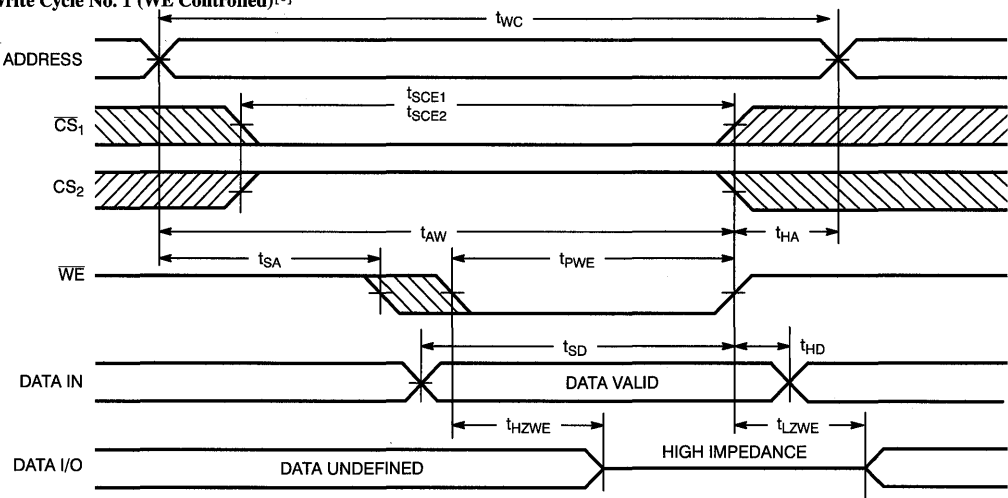 Write Cycle No. 1 (WE Controlled)
tWC
ADDRESS
tSCE1
tSCE2
CS1
CS2
tAW
tHA
tSA
tPWE
WE
tSD
tHD
DATA IN
DATA VALID
tHZWE
tLZWE
HIGH IMPEDANCE
DATA I/O
DATA UNDEFINED